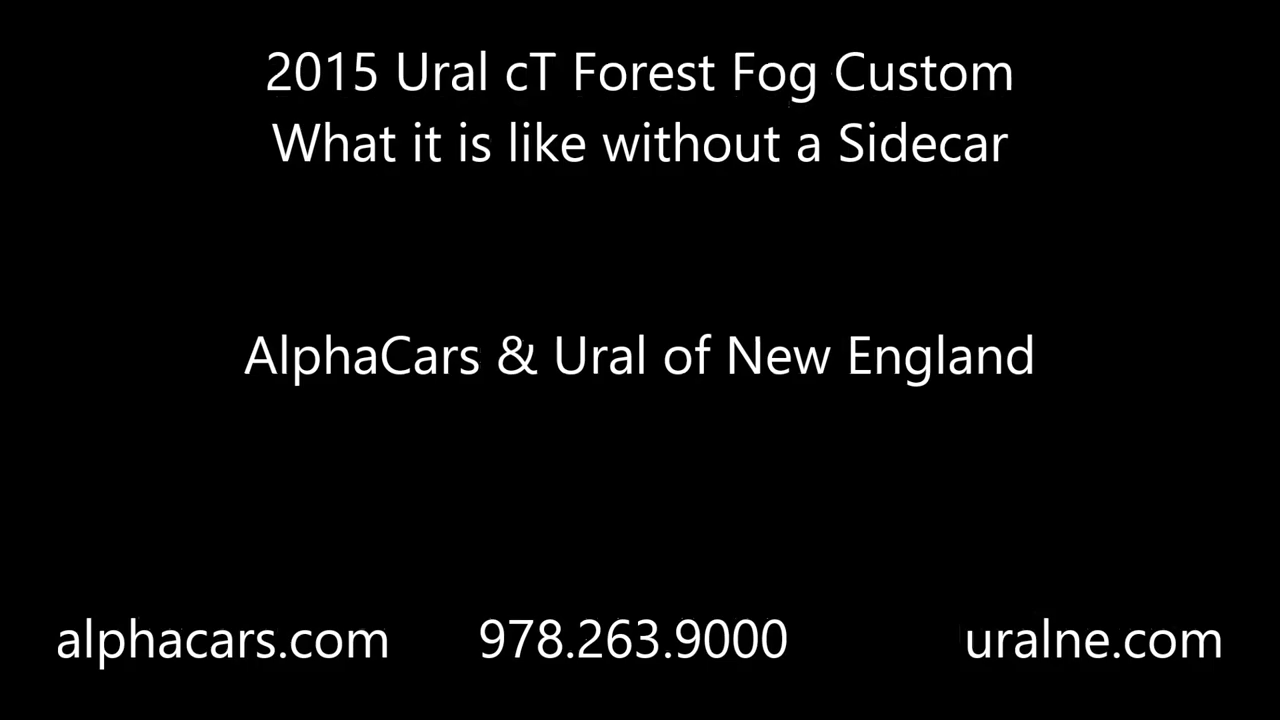 2015 Ural cT Forest Fog Custom
What it is like without a Sidecar
AlphaCars & Ural of New England
alphacars.com 978.263.9000 uralne.com